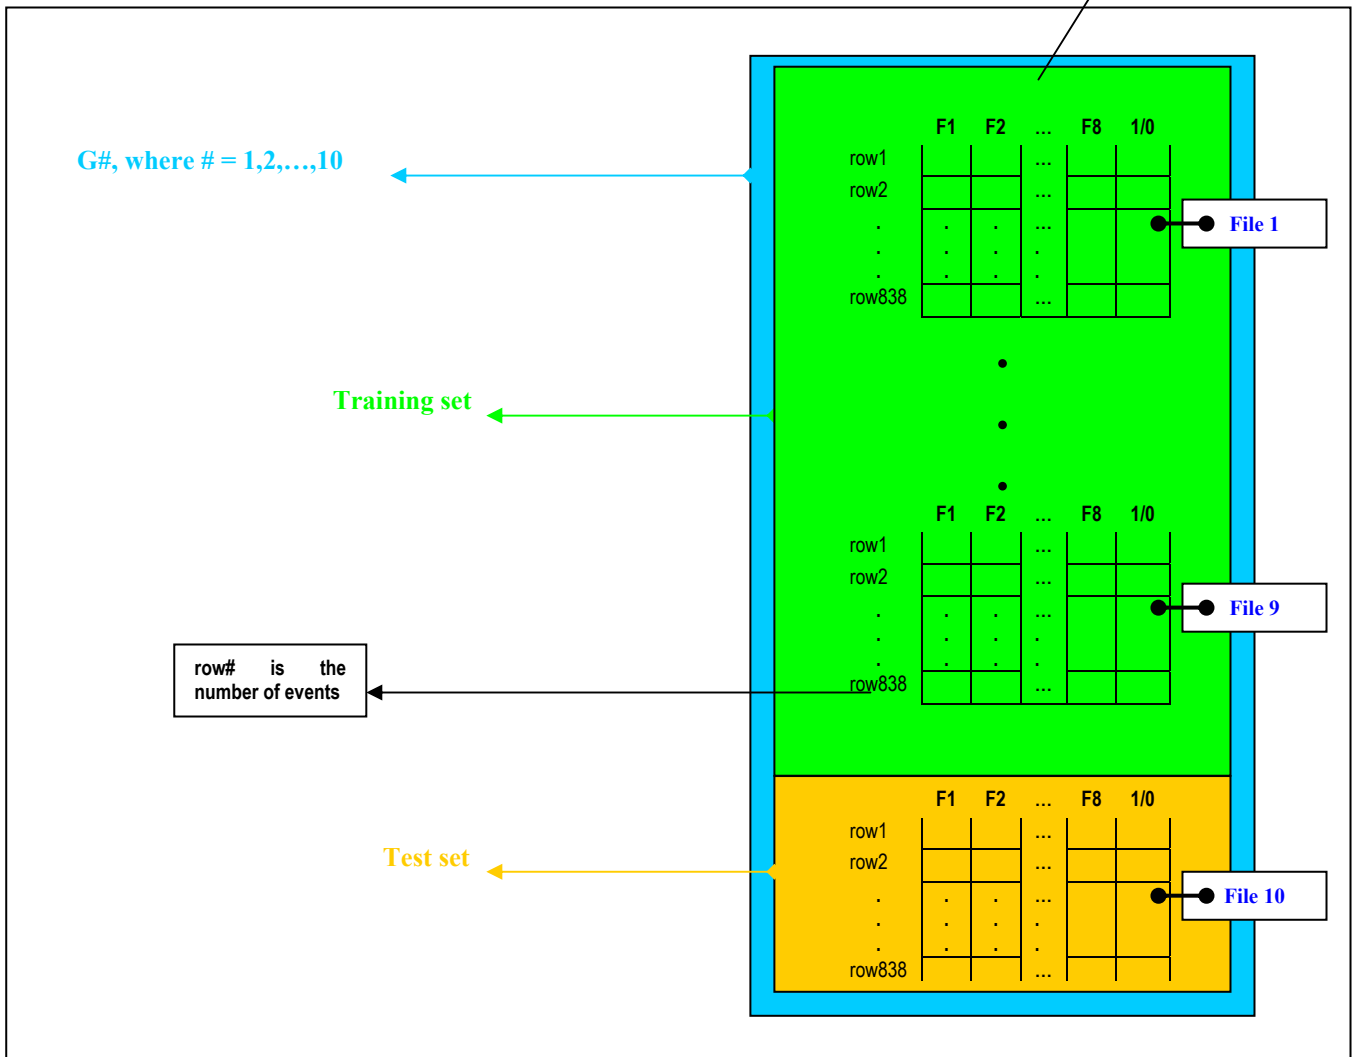 F1 F2 ... F8 1/0
G#, where # = 1,2,...,10
row1 ...
row2 ...
. . . ...
File 1
. . . .
. . . .
row838 ...
Training set
F1 F2 ... F8 1/0
row1 ...
row2 ...
. . . ...
File 9
. . . .
. . . .
row838 ...
row# is the
number of events
F1 F2 ... F8 1/0
row1 ...
row2 ...
Test set
. . . ...
File 10
. . . .
. . . .
row838 ...